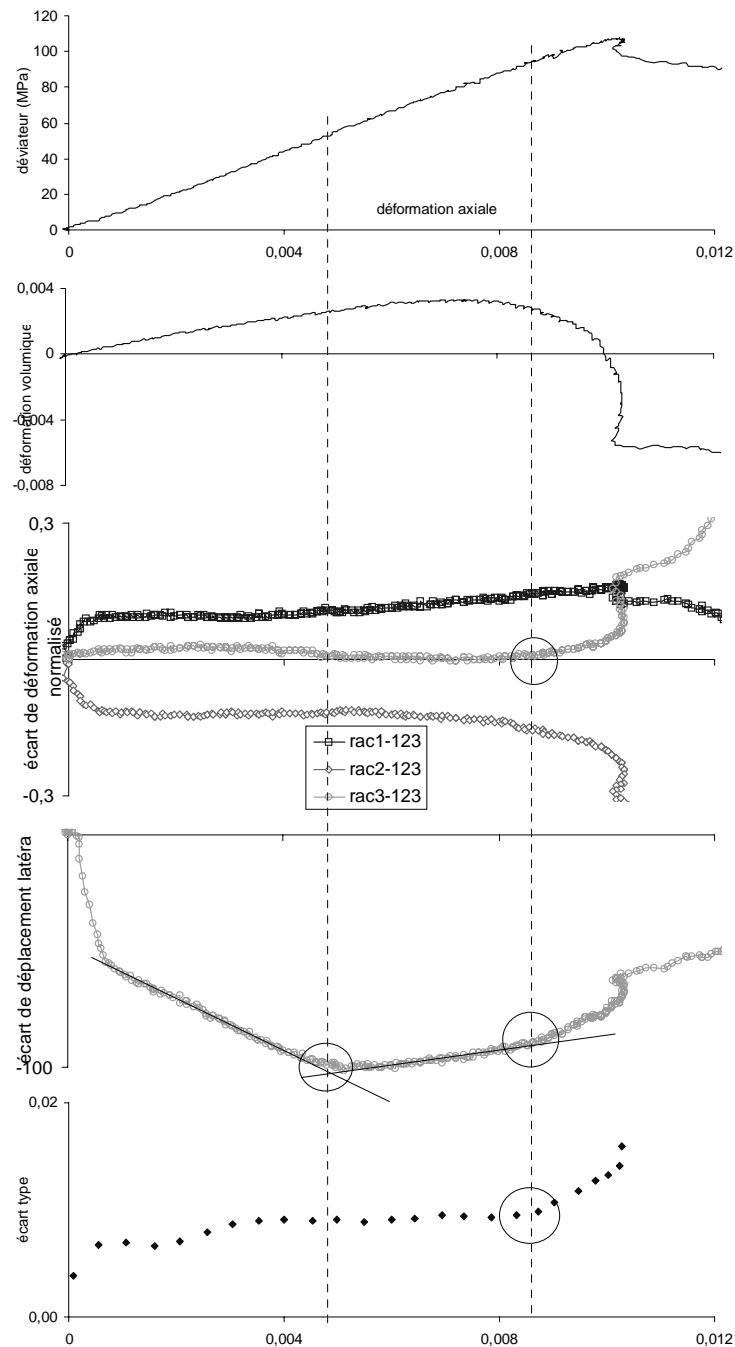 120
100
80
60
40
20
0
déviateur (MPa)
déformation axiale
0
0,004
0,008
0,012
0,004
0
-0,004
-0,008
déformation volumique
0,3
-0,3
écart de déformation axiale
normalisé
rac1-123
rac2-123
rac3-123
écart de déplacement latéra
-100
0,02
0,00
écart type
0
0,004
0,008
0,012